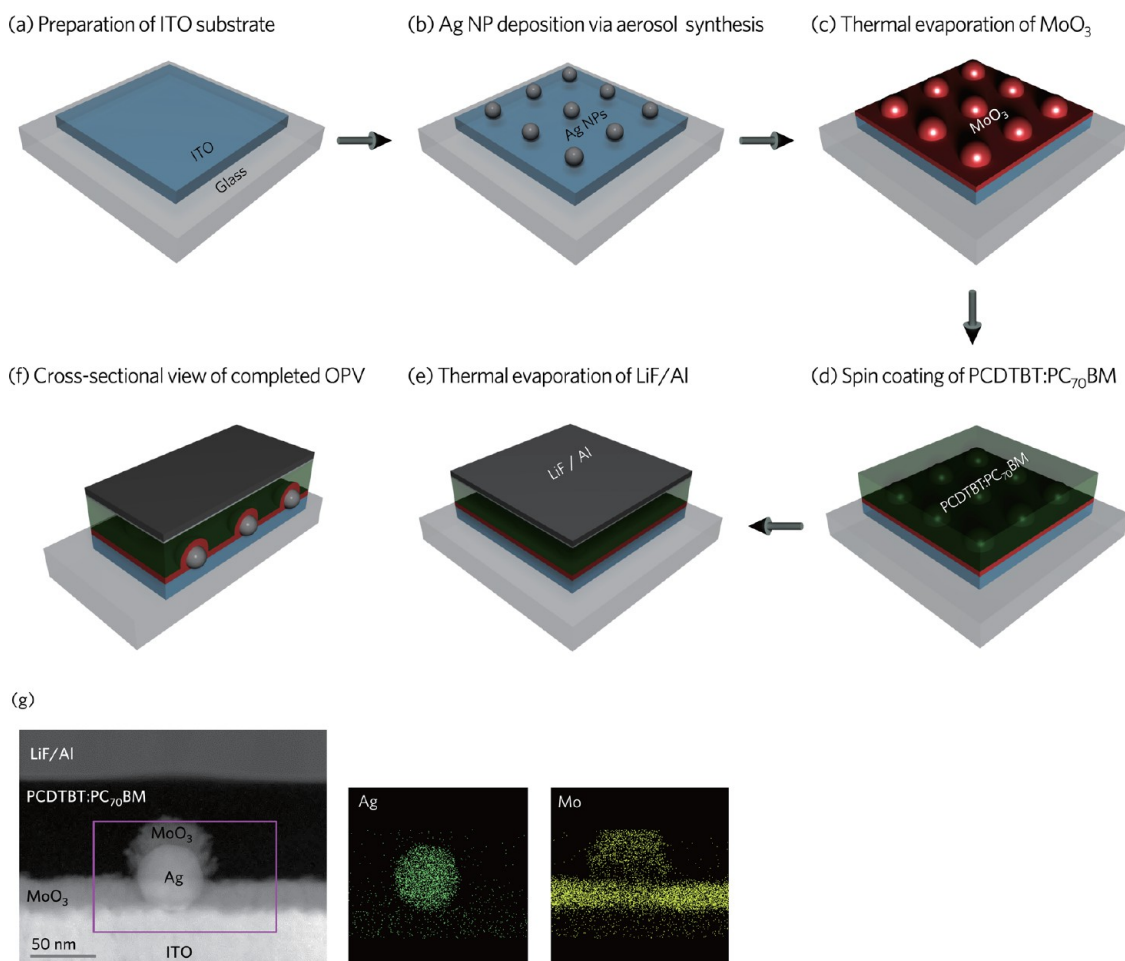 (a) Preparation of ITO substrate
ITO
Glass
(b) Ag NP deposition via aerosol synthesis
Ag NPs
(c) Thermal evaporation of MoO₃
MoO₃
(f) Cross-sectional view of completed OPV
(e) Thermal evaporation of LiF/Al
LiF / Al
(d) Spin coating of PCDTBT:PC₇₀BM
PCDTBT:PC₇₀BM
(g)
LiF/Al
PCDTBT:PC₇₀BM
MoO₃
Ag
MoO₃
50 nm
ITO
Ag
Mo